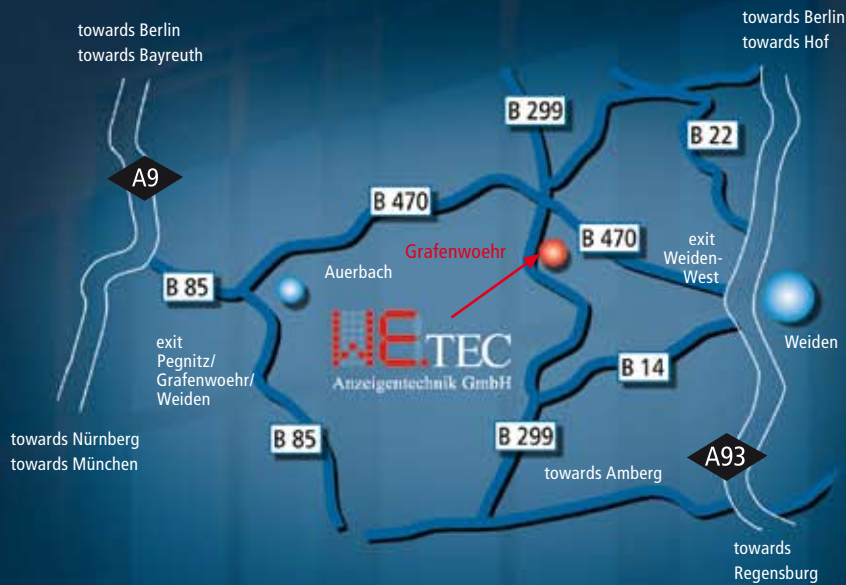 towards Berlin
towards Bayreuth
towards Berlin
towards Hof
B 299
B 22
A9
B 470
Grafenwoehr
B 470
exit
Weiden-
West
Auerbach
B 85
WE.TEC
Anzeigentechnik GmbH
Weiden
exit
Pegnitz/
Grafenwoehr/
Weiden
B 14
B 85
B 299
towards Nürnberg
towards München
A93
towards Amberg
towards
Regensburg